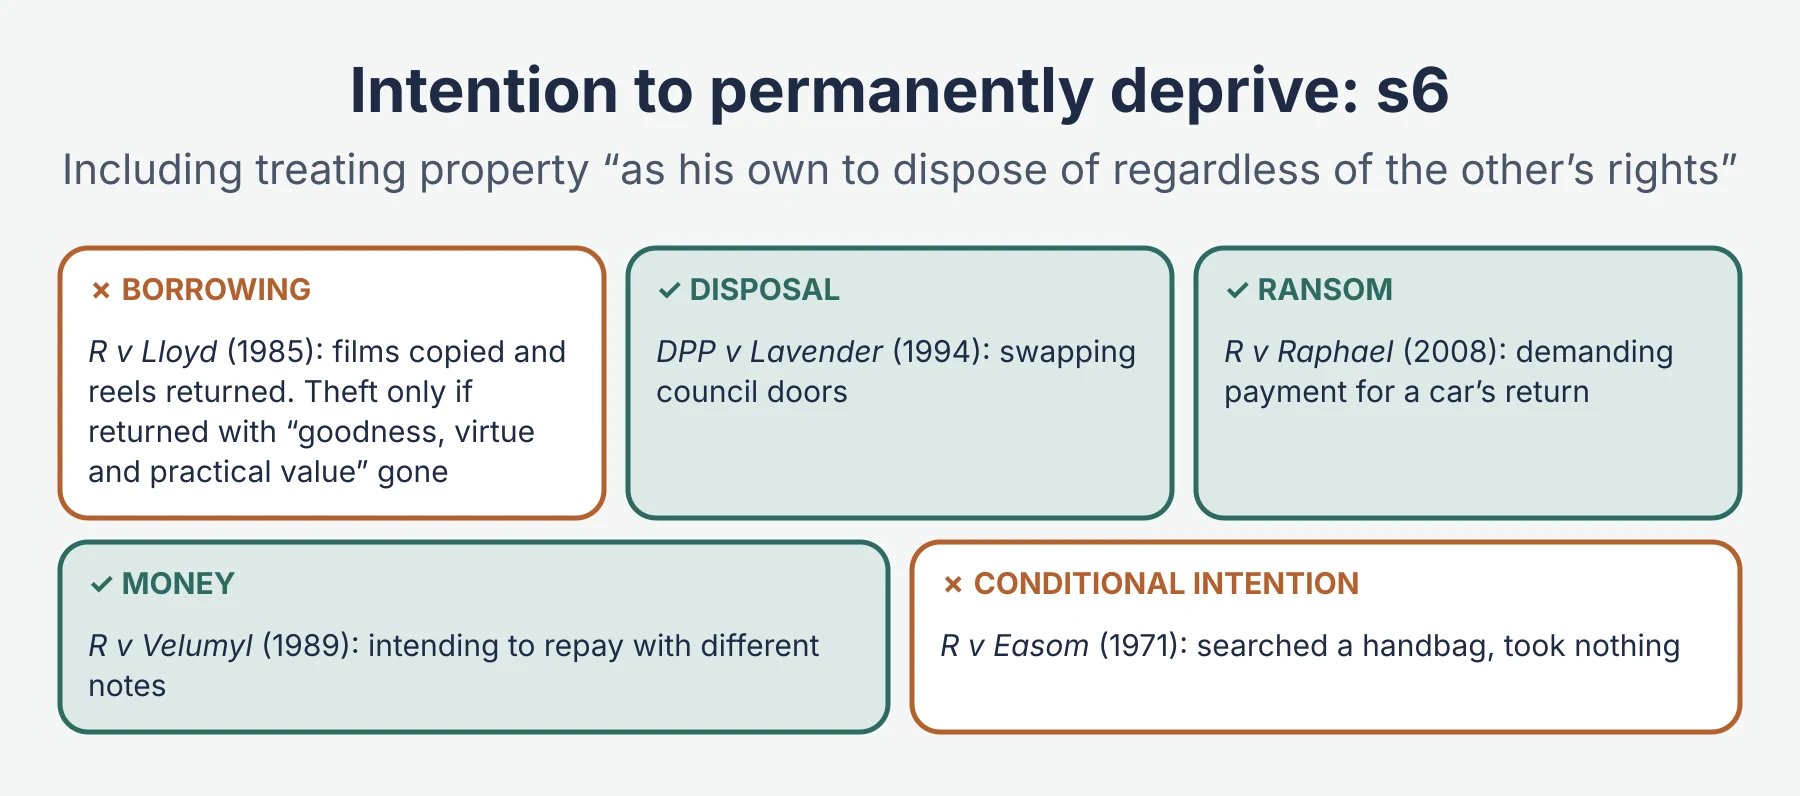 Intention to permanently deprive: s6
Including treating property “as his own to dispose of regardless of the other’s rights”
× BORROWING
R v Lloyd (1985): films copied and
reels returned. Theft only if
returned with “goodness, virtue
and practical value” gone
✓ DISPOSAL
DPP v Lavender (1994): swapping
council doors
✓ RANSOM
R v Raphael (2008): demanding
payment for a car’s return
✓ MONEY
R v Velumyl (1989): intending to repay with different
notes
× CONDITIONAL INTENTION
R v Easom (1971): searched a handbag, took nothing